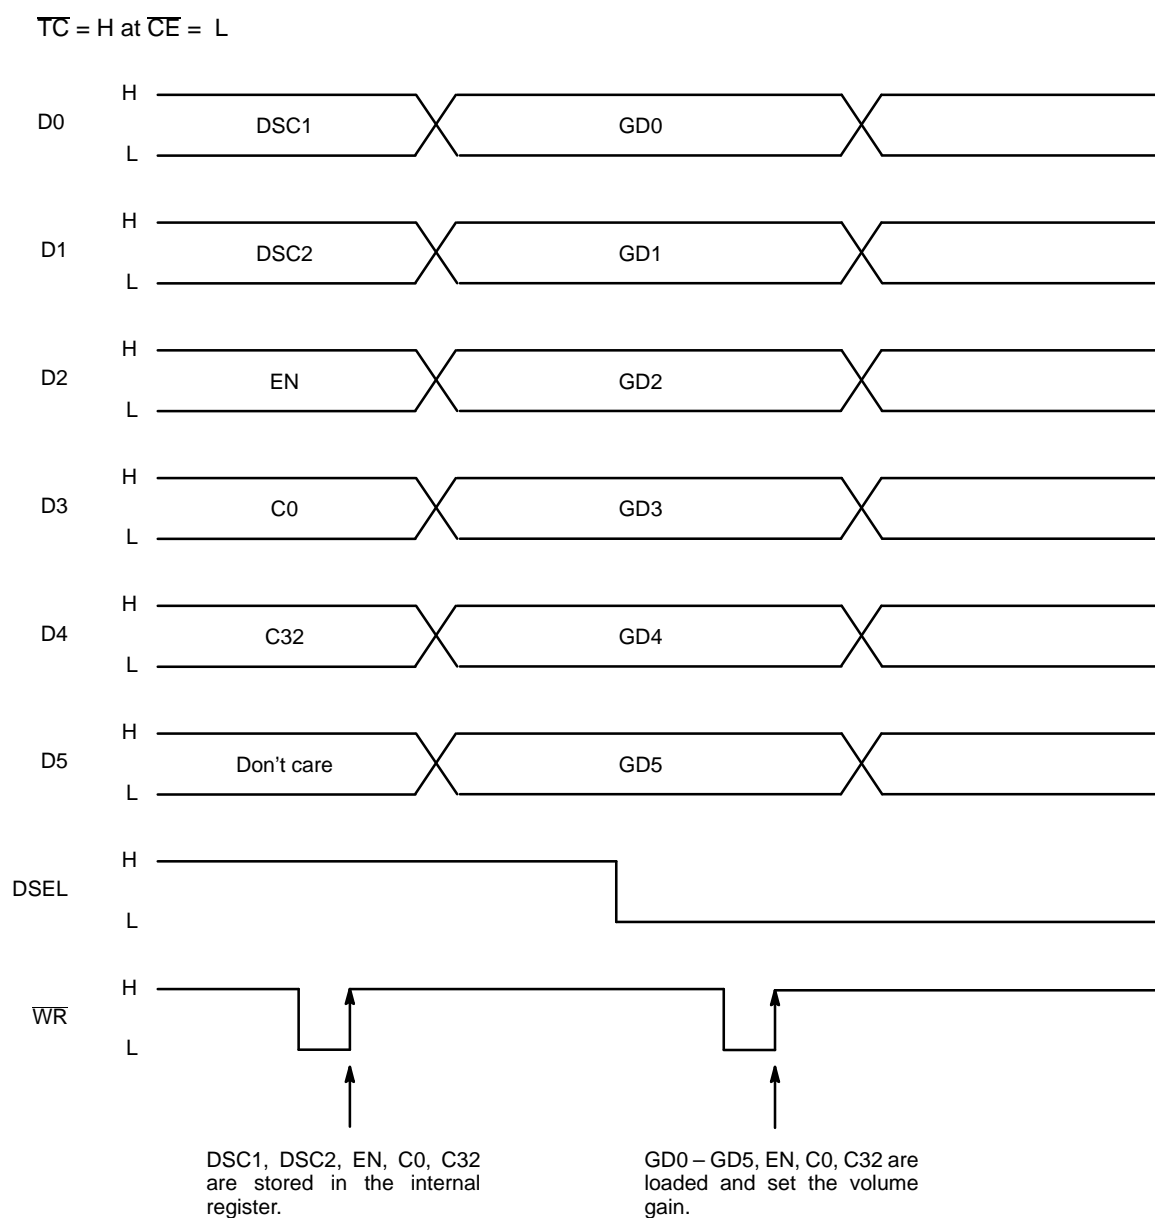 TC = H at CE = L
H
D0
DSC1
GD0
L
H
D1
DSC2
GD1
L
H
D2
EN
GD2
L
H
D3
C0
GD3
L
H
D4
C32
GD4
L
H
D5
Don't care
GD5
L
H
DSEL
L
H
WR
L
DSC1, DSC2, EN, C0, C32
are stored in the internal
register.
GD0 – GD5, EN, C0, C32 are
loaded and set the volume
gain.